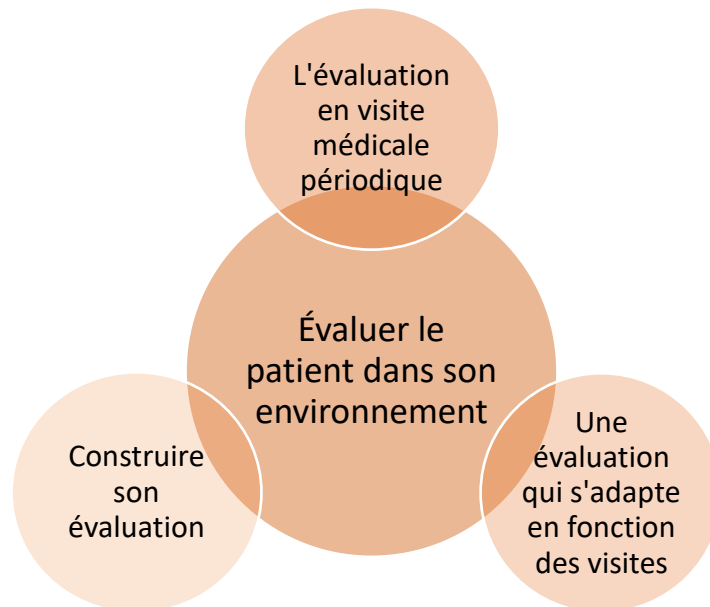 L'évaluation
en visite
médicale
périodique
Évaluer le
patient dans son
environnement
Construire
son
évaluation
Une
évaluation
qui s'adapte
en fonction
des visites